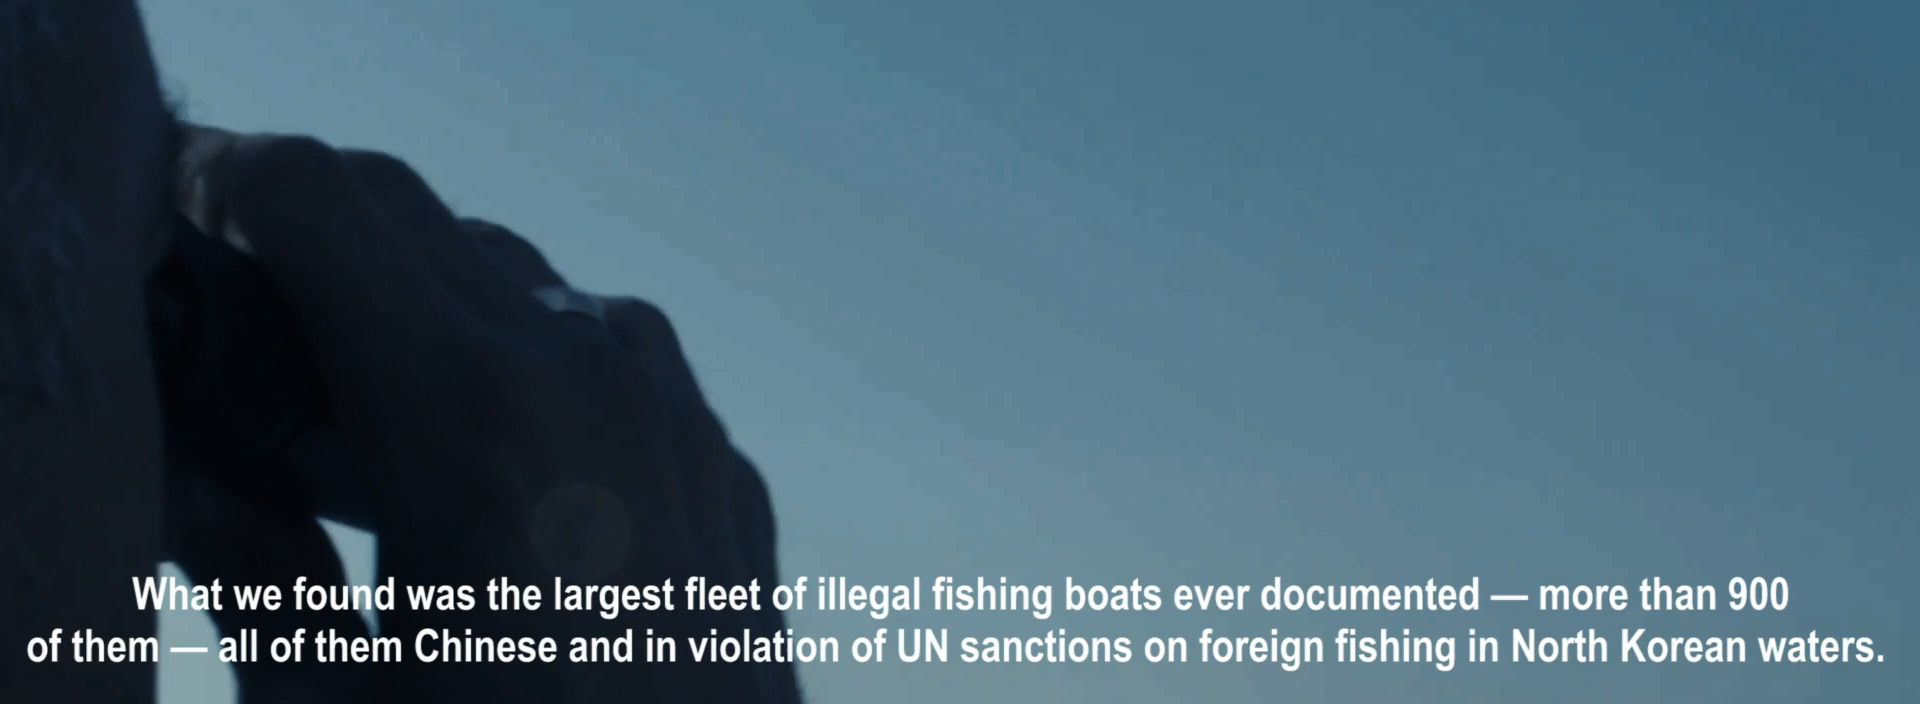 What we found was the largest fleet of illegal fishing boats ever documented — more than 900
of them — all of them Chinese and in violation of UN sanctions on foreign fishing in North Korean waters.